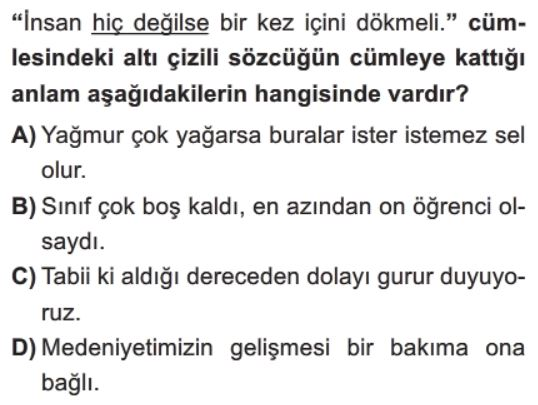 “İnsan hiç değilse bir kez içini dökmeli.” cüm-
lesindeki altı çizili sözcüğün cümleye kattığı
anlam aşağıdakilerin hangisinde vardır?
A) Yağmur çok yağarsa buralar ister istemez sel
olur.
B) Sınıf çok boş kaldı, en azından on öğrenci ol-
saydı.
C) Tabii ki aldığı dereceden dolayı gurur duyuyo-
ruz.
D) Medeniyetimizin gelişmesi bir bakıma ona
bağlı.